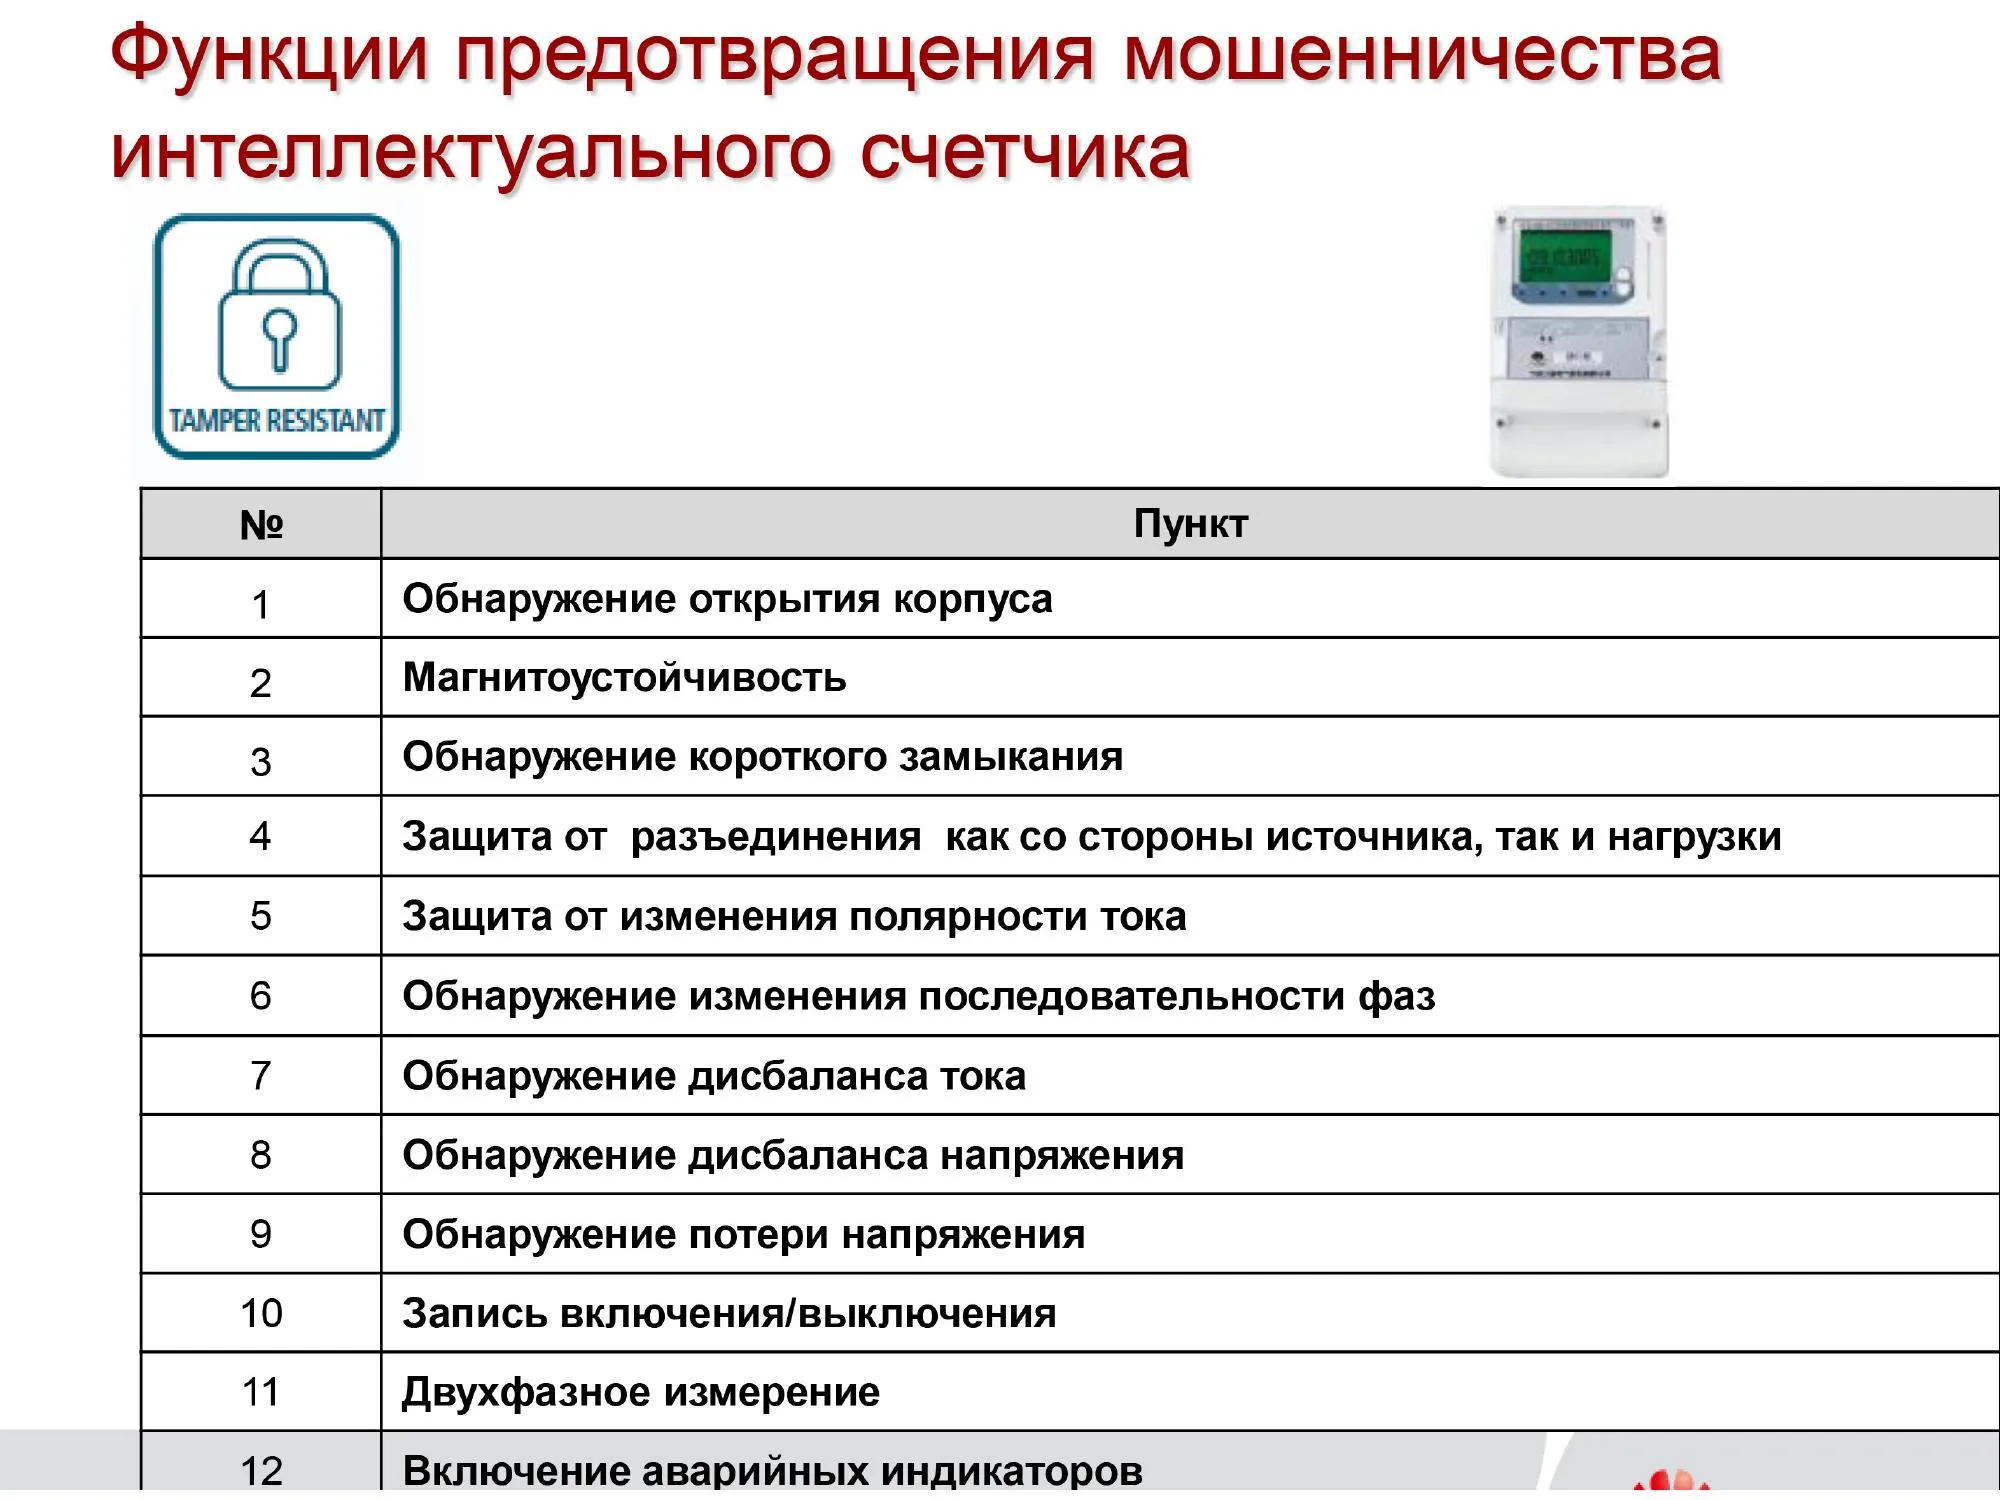 Функции предотвращения мошенничества
интеллектуального счетчика
TAMPER RESISTANT
№ Пункт
1 Обнаружение открытия корпуса
2 Магнитоустойчивость
3 Обнаружение короткого замыкания
4 Защита от разъединения как со стороны источника, так и нагрузки
5 Защита от изменения полярности тока
6 Обнаружение изменения последовательности фаз
7 Обнаружение дисбаланса тока
8 Обнаружение дисбаланса напряжения
9 Обнаружение потери напряжения
10 Запись включения/выключения
11 Двухфазное измерение
12 Включение аварийных индикаторов